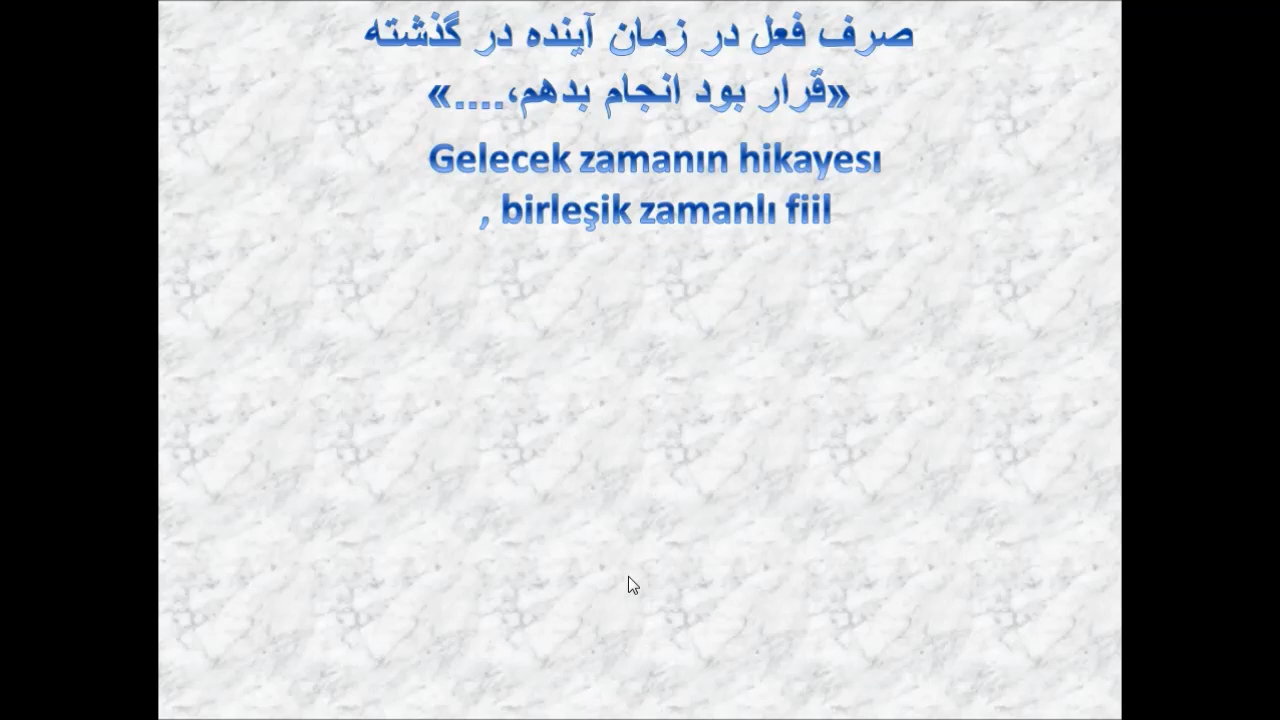 صرف فعل در زمان آینده در گذشته
«قرار بود انجام بدهم،....»
Gelecek zamanın hikayesı
, birleşik zamanlı fiil